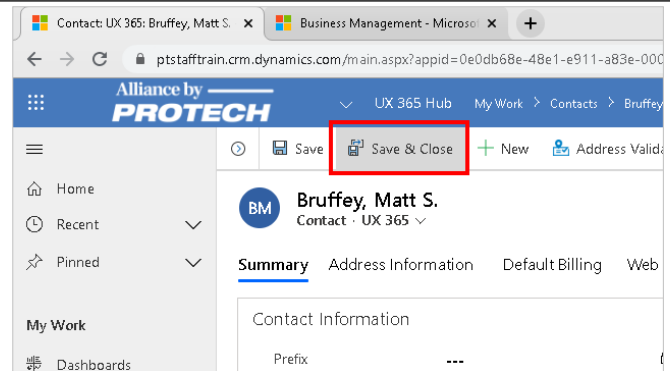 Contact: UX 365: Bruffey, Matt S.
Business Management - Microsof
ptstafftrain.crm.dynamics.com/main.aspx?appid=0e0db68e-48e1-e911-a83e-000
Alliance by
PROTECH
UX 365 Hub My Work > Contacts > Bruffey
Save Save & Close New Address Valida
Home
Recent
Pinned
My Work
Dashboards
BM
Bruffey, Matt S.
Contact · UX 365
Summary Address Information Default Billing Web
Contact Information
Prefix ---